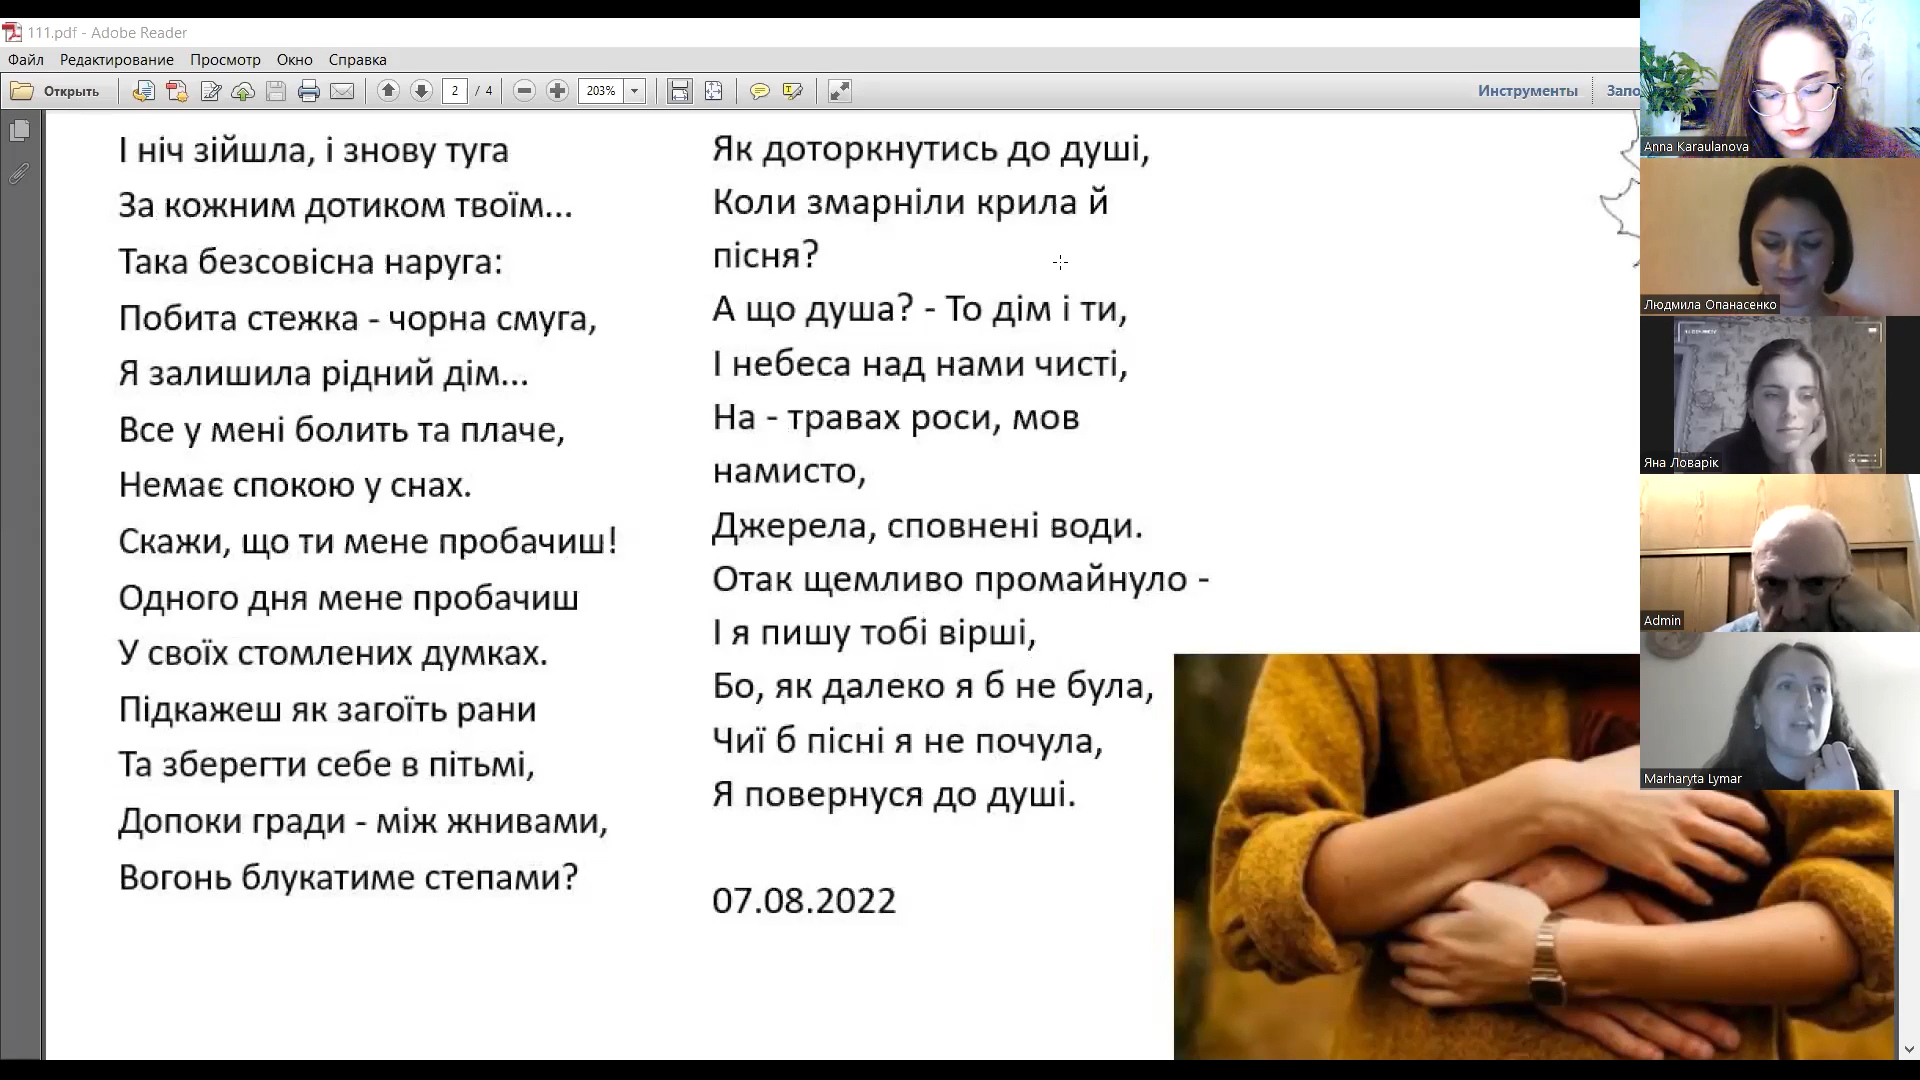 111.pdf - Adobe Reader
Файл Редактирование Просмотр Окно Справка
Открыть 2 / 4 203% Инструменты
І ніч зійшла, і знову туга
За кожним дотиком твоїм...
Така безсовісна наруга:
Побита стежка - чорна смуга,
Я залишила рідний дім...
Все у мені болить та плаче,
Немає спокою у снах.
Скажи, що ти мене пробачиш!
Одного дня мене пробачиш
У своїх стомлених думках.
Підкажеш як загоїть рани
Та зберегти себе в пітьмі,
Допоки гради - між жнивами,
Вогонь блукатиме степами?
Як доторкнутись до душі,
Коли змарніли крила й
пісня?
А що душа? - То дім і ти,
І небеса над нами чисті,
На - травах роси, мов
намисто,
Джерела, сповнені води.
Отак щемливо промайнуло -
І я пишу тобі вірші,
Бо, як далеко я б не була,
Чиї б пісні я не почула,
Я повернуся до душі.
07.08.2022
Anna Karaulanova
Людмила Опанасенко
Яна Ловарік
Admin
Marharyta Lymar